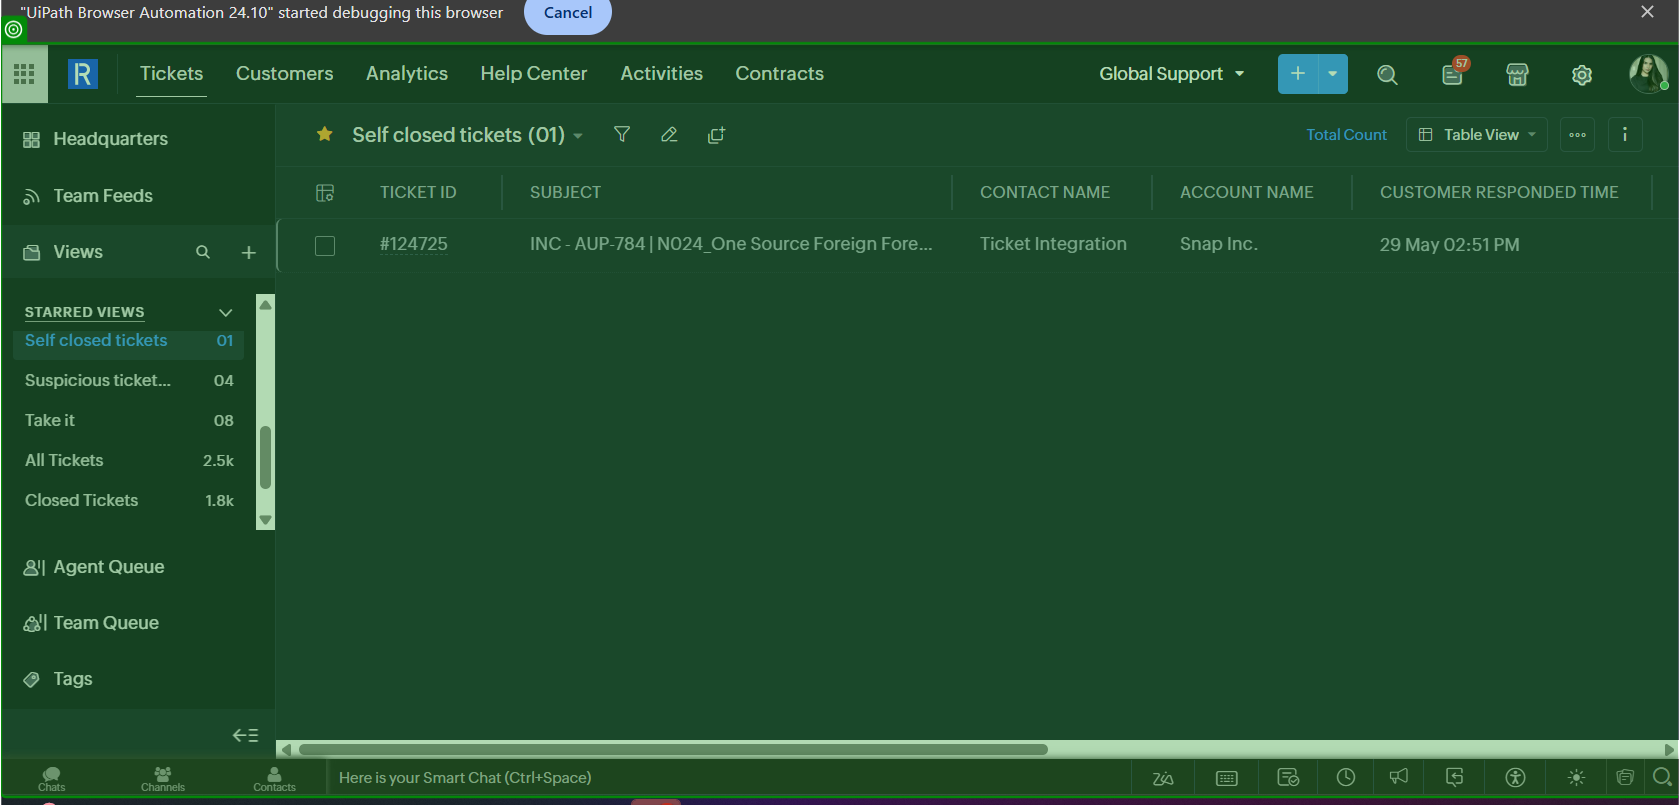 "UiPath Browser Automation 24.10" started debugging this browser
Cancel
R
Tickets
Customers
Analytics
Help Center
Activities
Contracts
Global Support
57
Headquarters
Team Feeds
Views
STARRED VIEWS
Self closed tickets 01
Suspicious ticket... 04
Take it 08
All Tickets 2.5k
Closed Tickets 1.8k
Agent Queue
Team Queue
Tags
Self closed tickets (01)
Total Count
Table View
TICKET ID SUBJECT CONTACT NAME ACCOUNT NAME CUSTOMER RESPONDED TIME
#124725 INC - AUP-784 | N024_One Source Foreign Fore... Ticket Integration Snap Inc. 29 May 02:51 PM
Chats
Channels
Contacts
Here is your Smart Chat (Ctrl+Space)